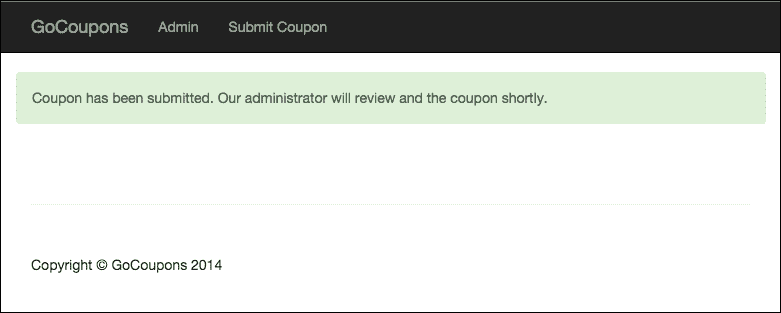 GoCoupons Admin Submit Coupon
Coupon has been submitted. Our administrator will review and the coupon shortly.
Copyright © GoCoupons 2014